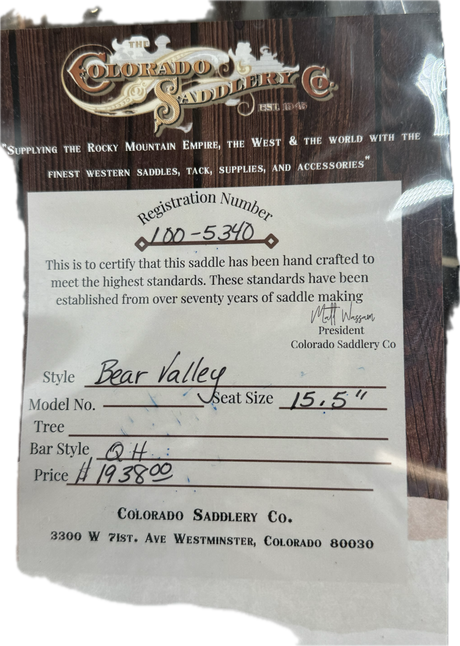 THE
COLORADO
SADDLERY CO.
EST. 1945
"SUPPLYING THE ROCKY MOUNTAIN EMPIRE, THE WEST & THE WORLD WITH THE
FINEST WESTERN SADDLES, TACK, SUPPLIES, AND ACCESSORIES"
Registration Number
100-5340
This is to certify that this saddle has been hand crafted to
meet the highest standards. These standards have been
established from over seventy years of saddle making
Matt Wassam
President
Colorado Saddlery Co
Style Bear Valley
Model No. Seat Size 15.5"
Tree
Bar Style QH
Price $1938.00
COLORADO SADDLERY CO.
3300 W 71ST. AVE WESTMINSTER, COLORADO 80030